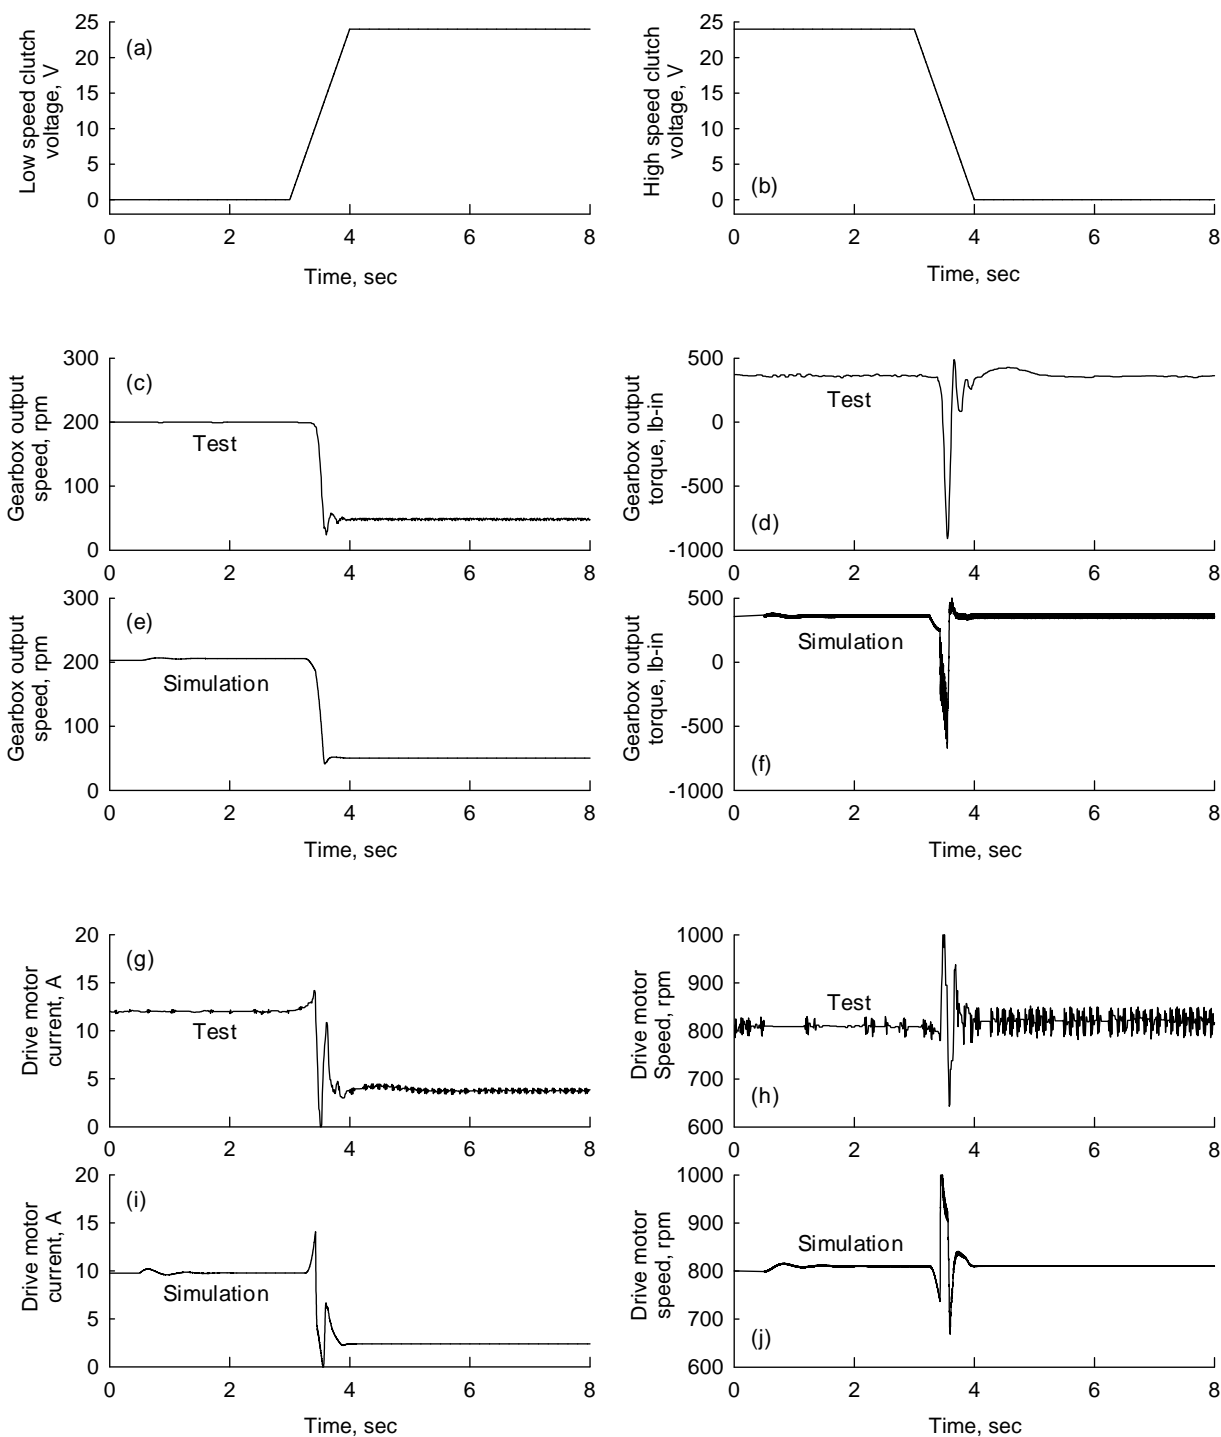 25
20
15
10
5
0
Low speed clutch
voltage, V
(a)
0 2 4 6 8
Time, sec
25
20
15
10
5
0
High speed clutch
voltage, V
(b)
0 2 4 6 8
Time, sec
300
200
100
0
Gearbox output
speed, rpm
(c)
Test
0 2 4 6 8
500
0
-500
-1000
Gearbox output
torque, lb-in
Test
(d)
0 2 4 6 8
300
200
100
0
Gearbox output
speed, rpm
(e)
Simulation
0 2 4 6 8
Time, sec
500
0
-500
-1000
Gearbox output
torque, lb-in
Simulation
(f)
0 2 4 6 8
Time, sec
20
15
10
5
0
Drive motor
current, A
(g)
Test
0 2 4 6 8
1000
900
800
700
600
Drive motor
Speed, rpm
Test
(h)
0 2 4 6 8
20
15
10
5
0
Drive motor
current, A
(i)
Simulation
0 2 4 6 8
Time, sec
1000
900
800
700
600
Drive motor
speed, rpm
Simulation
(j)
0 2 4 6 8
Time, sec